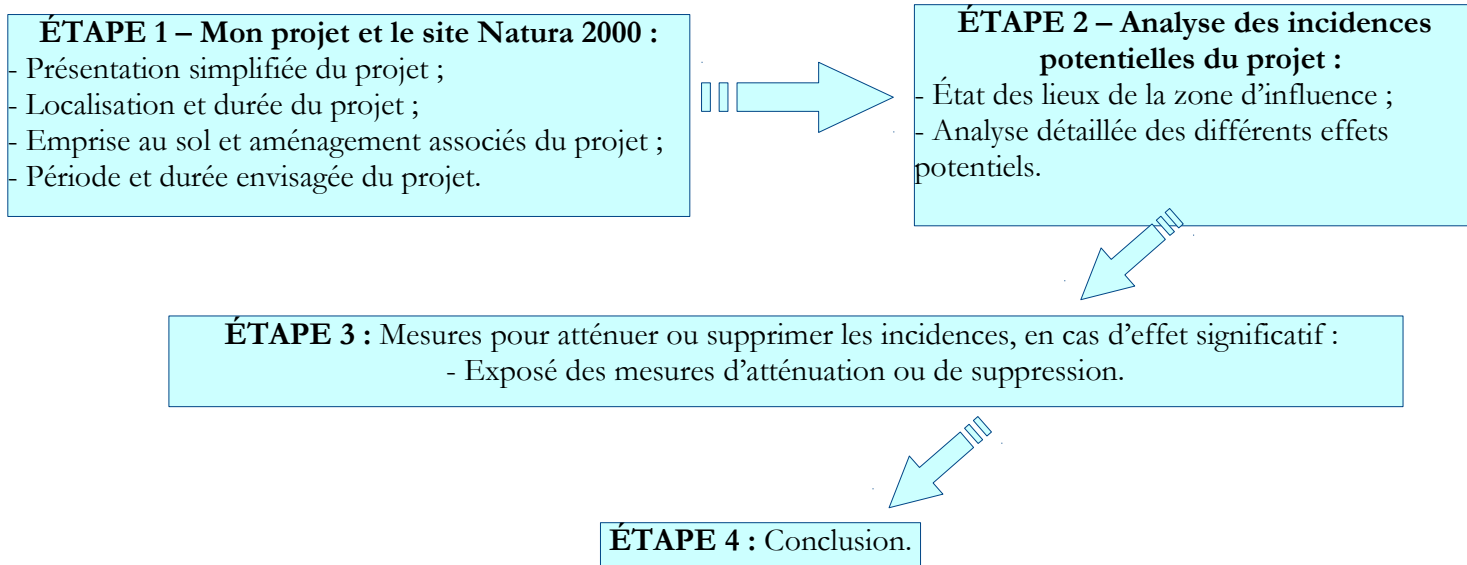 ÉTAPE 1 – Mon projet et le site Natura 2000 :
- Présentation simplifiée du projet ;
- Localisation et durée du projet ;
- Emprise au sol et aménagement associés du projet ;
- Période et durée envisagée du projet.
ÉTAPE 2 – Analyse des incidences
potentielles du projet :
- État des lieux de la zone d’influence ;
- Analyse détaillée des différents effets
potentiels.
ÉTAPE 3 : Mesures pour atténuer ou supprimer les incidences, en cas d’effet significatif :
- Exposé des mesures d’atténuation ou de suppression.
ÉTAPE 4 : Conclusion.